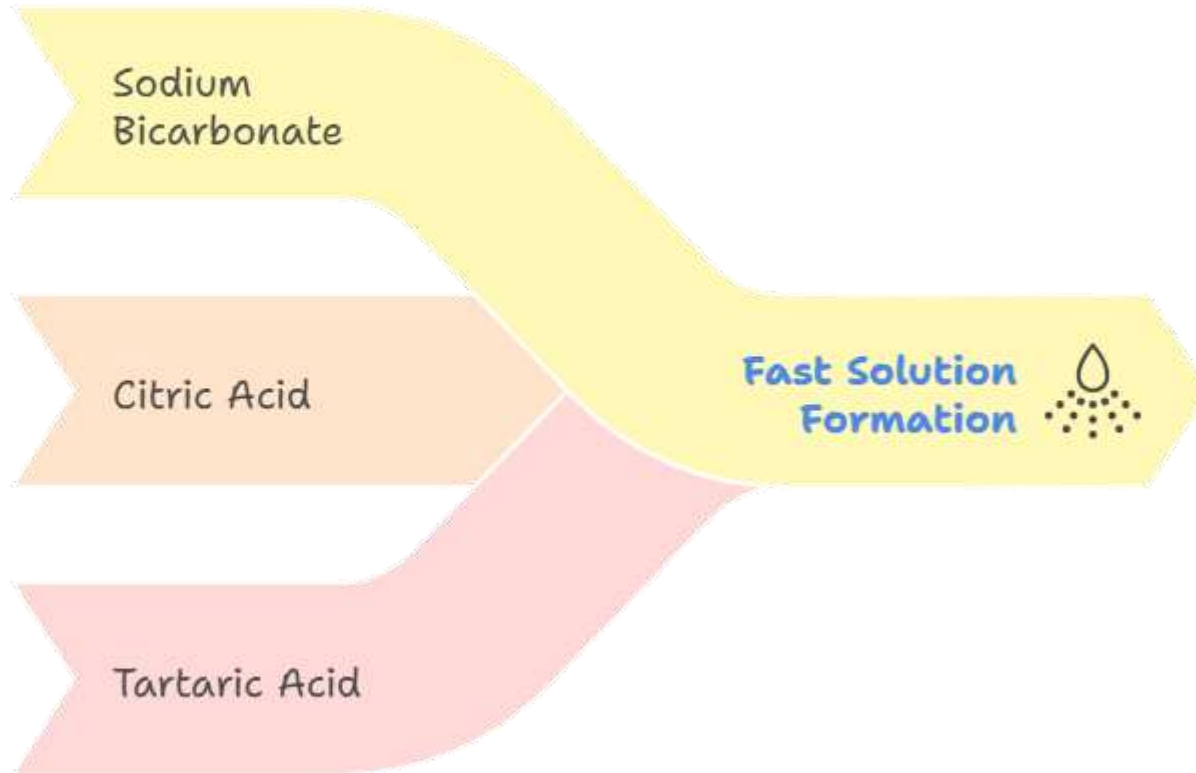 Sodium
Bicarbonate
Citric Acid
Tartaric Acid
Fast Solution
Formation